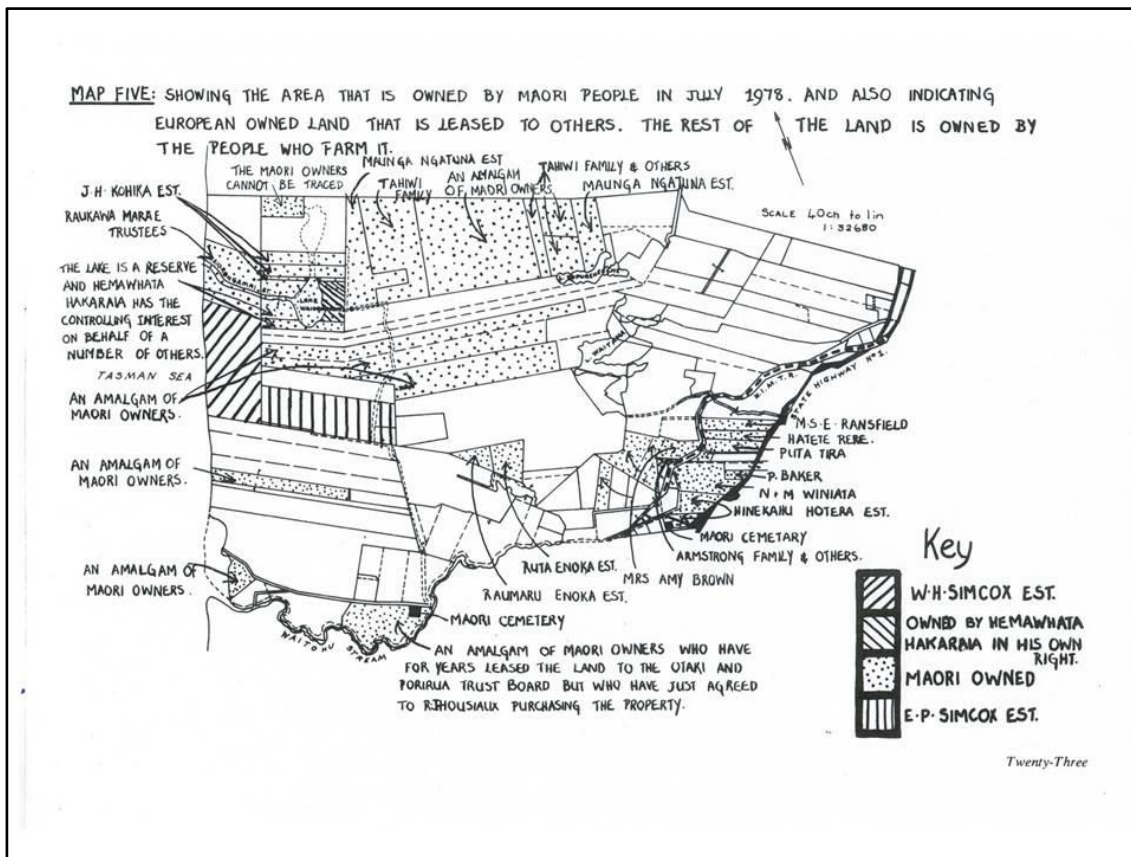 MAP FIVE: SHOWING THE AREA THAT IS OWNED BY MAORI PEOPLE IN JULY 1978. AND ALSO INDICATING
EUROPEAN OWNED LAND THAT IS LEASED TO OTHERS. THE REST OF THE LAND IS OWNED BY
THE PEOPLE WHO FARM IT.
MAUNGA NGATUNA EST
THE MAORI OWNERS
CANNOT BE TRACED
TAHIWI
FAMILY
AN AMALGAM
OF MAORI OWNERS
TAHIWI FAMILY & OTHERS
MAUNGA NGATUNA EST.
J.H. KOHIKA EST.
RAUKAWA MARAE
TRUSTEES
SCALE 40ch to 1in
1:32680
THE LAKE IS A RESERVE
AND HEMAWHATA
HAKARAIA HAS THE
CONTROLLING INTEREST
ON BEHALF OF A
NUMBER OF OTHERS.
LAKE
TASMAN SEA
AN AMALGAM OF
MAORI OWNERS.
L. WAITAWA
N.I.M.T.R.
STATE HIGHWAY No 1.
M.S.E. RANSFIELD
HATETE RERE.
PUTA TIRA
P. BAKER
N & M WINIATA
HINEKAHU HOTERA EST.
MAORI CEMETARY
ARMSTRONG FAMILY & OTHERS.
MRS AMY BROWN
AN AMALGAM OF
MAORI OWNERS.
RUTA ENOKA EST.
RAUMARU ENOKA EST.
AN AMALGAM OF
MAORI OWNERS.
MAORI CEMETERY
WAITOHU STREAM
AN AMALGAM OF MAORI OWNERS WHO HAVE
FOR YEARS LEASED THE LAND TO THE OTAKI AND
PORIRUA TRUST BOARD BUT WHO HAVE JUST AGREED
TO R. THOUSIAUX PURCHASING THE PROPERTY.
Key
W.H. SIMCOX EST.
OWNED BY HEMAWHATA
HAKARAIA IN HIS OWN
RIGHT.
MAORI OWNED
E.P. SIMCOX EST.
Twenty-Three